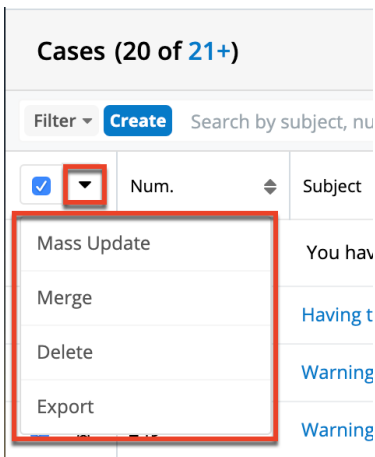 Cases (20 of 21+)
Filter Create Search by subject, nu
Num. Subject
Mass Update
You hav
Merge
Having t
Delete
Warning
Export
Warning